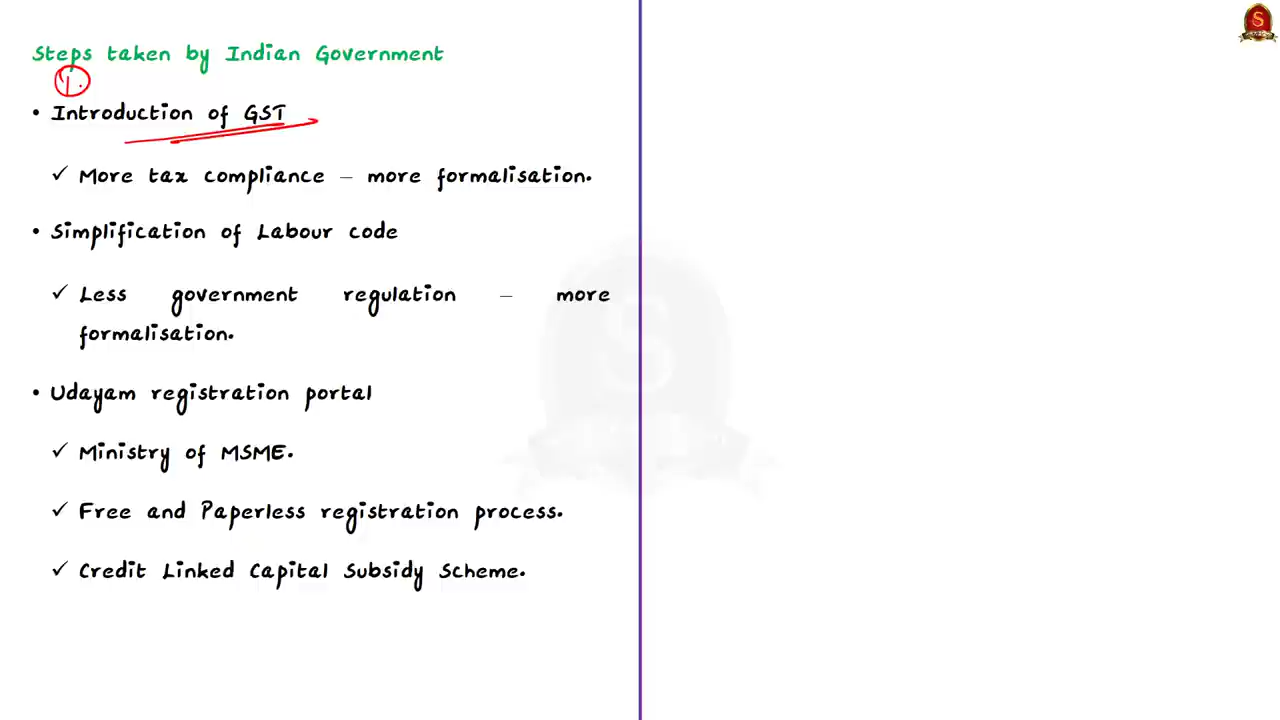 Steps taken by Indian Government
1.
• Introduction of GST
✓ More tax compliance – more formalisation.
• Simplification of Labour code
✓ Less government regulation – more
formalisation.
• Udayam registration portal
✓ Ministry of MSME.
✓ Free and Paperless registration process.
✓ Credit Linked Capital Subsidy Scheme.
S
S